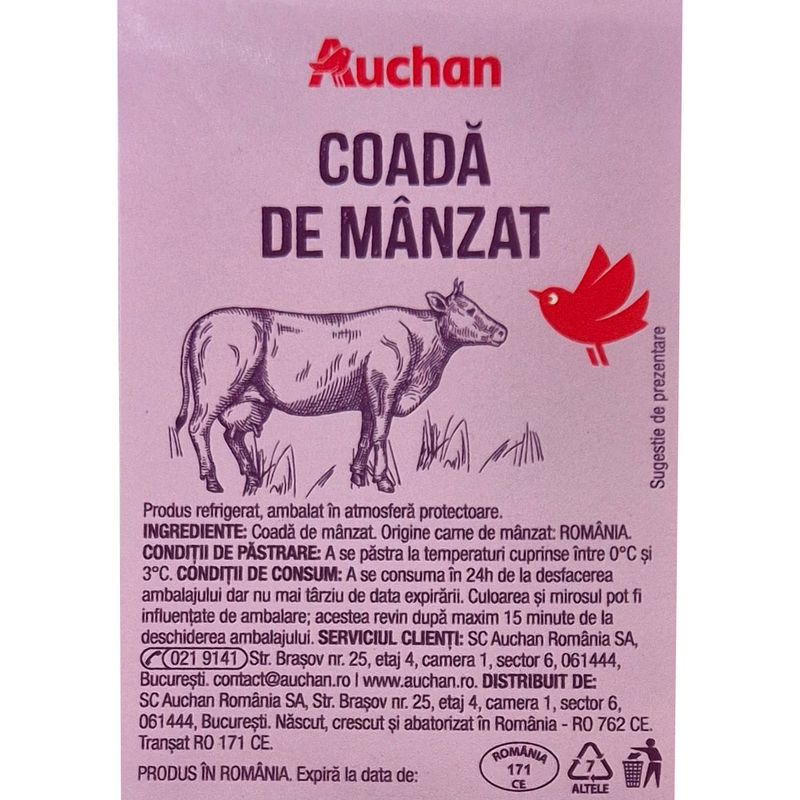 Auchan
COADĂ
DE MÂNZAT
Sugestie de prezentare
Produs refrigerat, ambalat în atmosferă protectoare.
INGREDIENTE: Coadă de mânzat. Origine carne de mânzat: ROMÂNIA.
CONDIȚII DE PĂSTRARE: A se păstra la temperaturi cuprinse între 0°C și
3°C. CONDIȚII DE CONSUM: A se consuma în 24h de la desfacerea
ambalajului dar nu mai târziu de data expirării. Culoarea și mirosul pot fi
influențate de ambalare; acestea revin după maxim 15 minute de la
deschiderea ambalajului. SERVICIUL CLIENȚI: SC Auchan România SA,
021 9141 Str. Brașov nr. 25, etaj 4, camera 1, sector 6, 061444,
București. contact@auchan.ro | www.auchan.ro. DISTRIBUIT DE:
SC Auchan România SA, Str. Brașov nr. 25, etaj 4, camera 1, sector 6,
061444, București. Născut, crescut și abatorizat în România - RO 762 CE.
Tranșat RO 171 CE.
PRODUS ÎN ROMÂNIA. Expiră la data de:
ROMÂNIA
171
CE
7
ALTELE